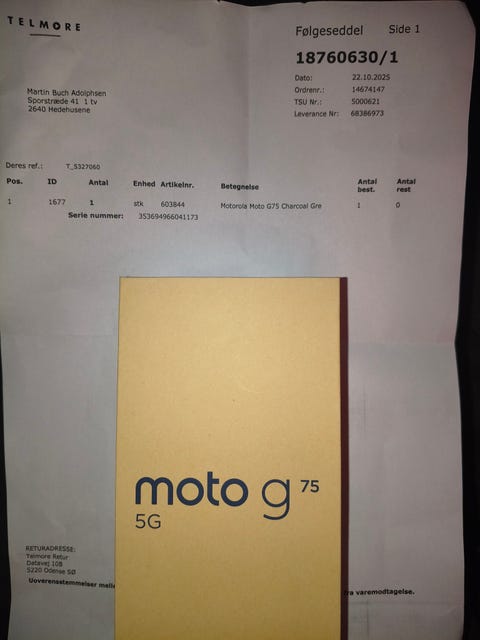 TELMORE
Følgeseddel Side 1
18760630/1
Dato: 22.10.2025
Ordrenr.: 14674147
TSU Nr.: 5000621
Leverance Nr: 68386973
Martin Buch Adolphsen
Sporstræde 41 1 tv
2640 Hedehusene
Deres ref.: T_5327060
Pos. ID Antal Enhed Artikelnr. Betegnelse Antal best. Antal rest
1 1677 1 stk 603844 Motorola Moto G75 Charcoal Gre 1 0
Serie nummer: 353694966041173
moto g 75
5G
RETURADRESSE:
Telmore Retur
Datavej 10B
5220 Odense SØ
Uoverensstemmelser melle fra varemodtagelse.